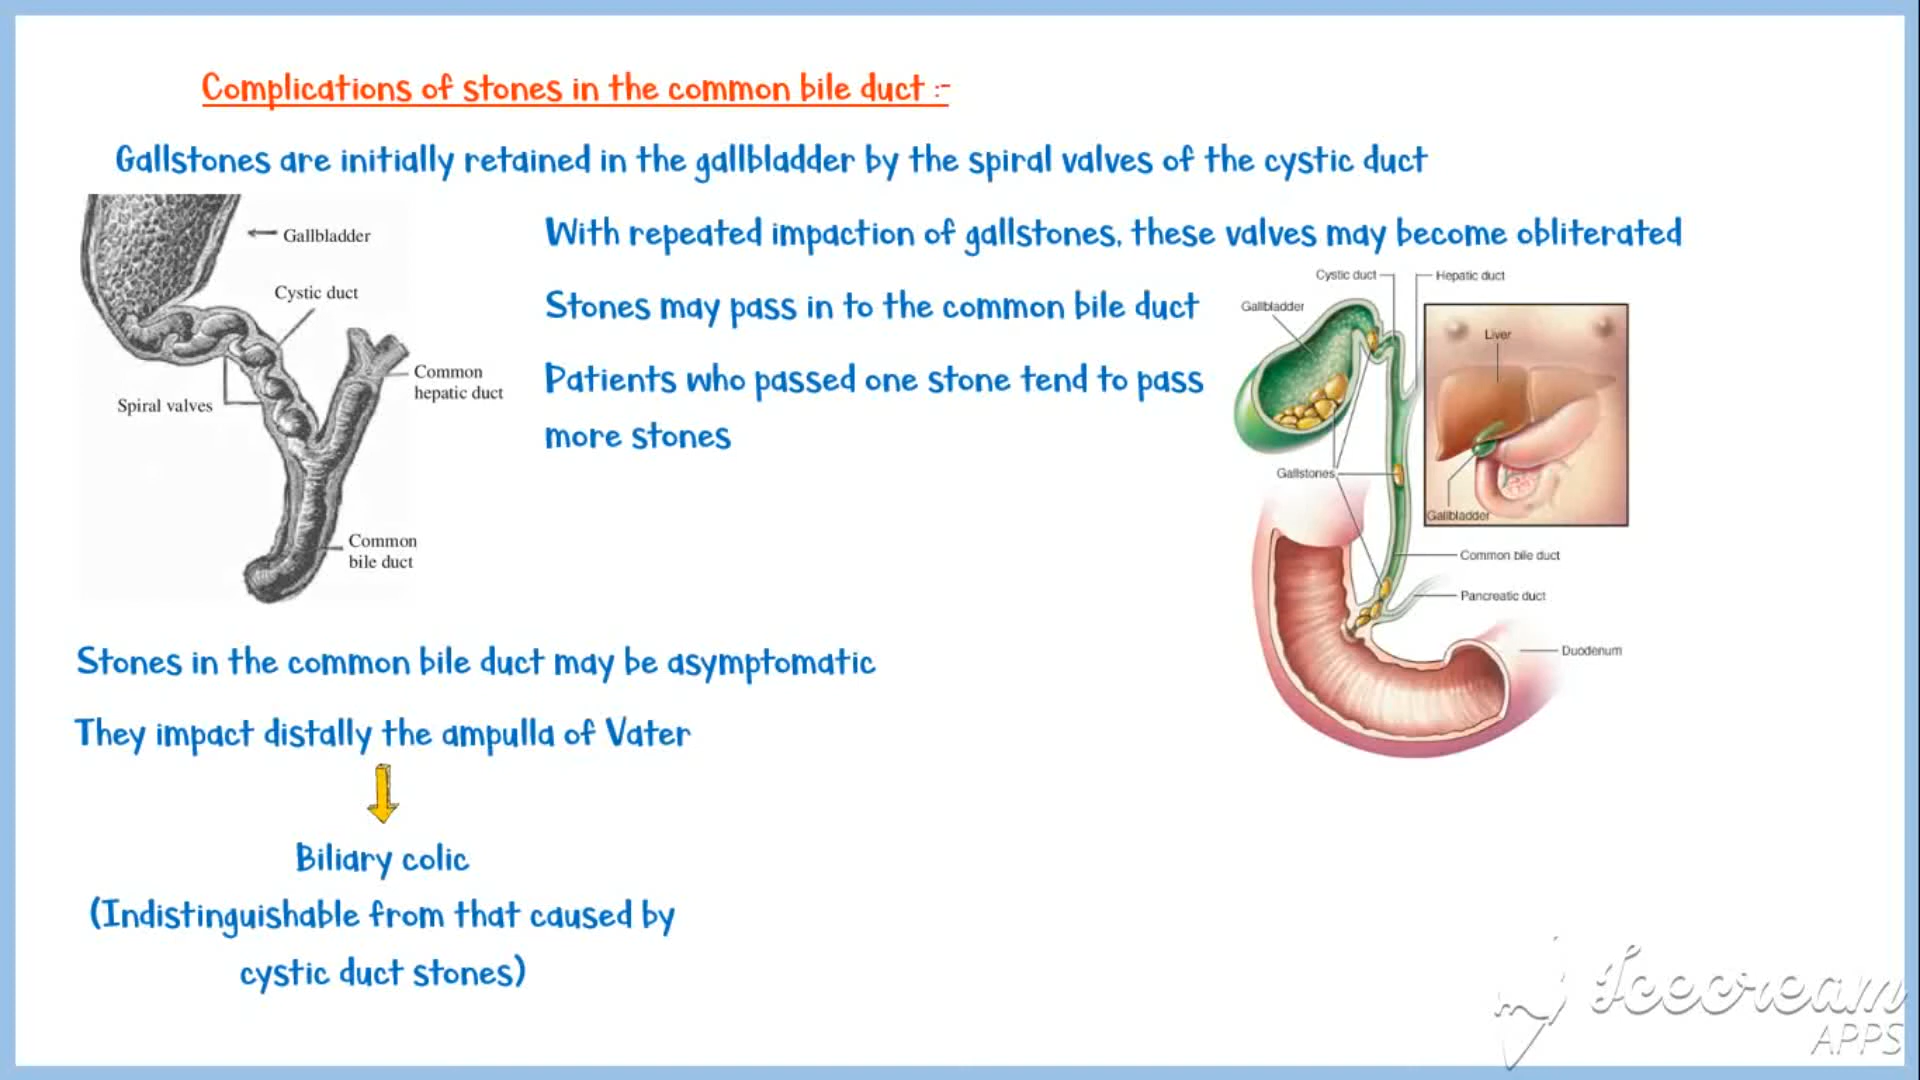 Complications of stones in the common bile duct :-
Gallstones are initially retained in the gallbladder by the spiral valves of the cystic duct
Gallbladder
Cystic duct
Common
hepatic duct
Spiral valves
Common
bile duct
With repeated impaction of gallstones, these valves may become obliterated
Stones may pass in to the common bile duct
Patients who passed one stone tend to pass
more stones
Cystic duct
Hepatic duct
Gallbladder
Liver
Gallstones
Gallbladder
Common bile duct
Pancreatic duct
Duodenum
Stones in the common bile duct may be asymptomatic
They impact distally the ampulla of Vater
Biliary colic
(Indistinguishable from that caused by
cystic duct stones)
Icecream
APPS